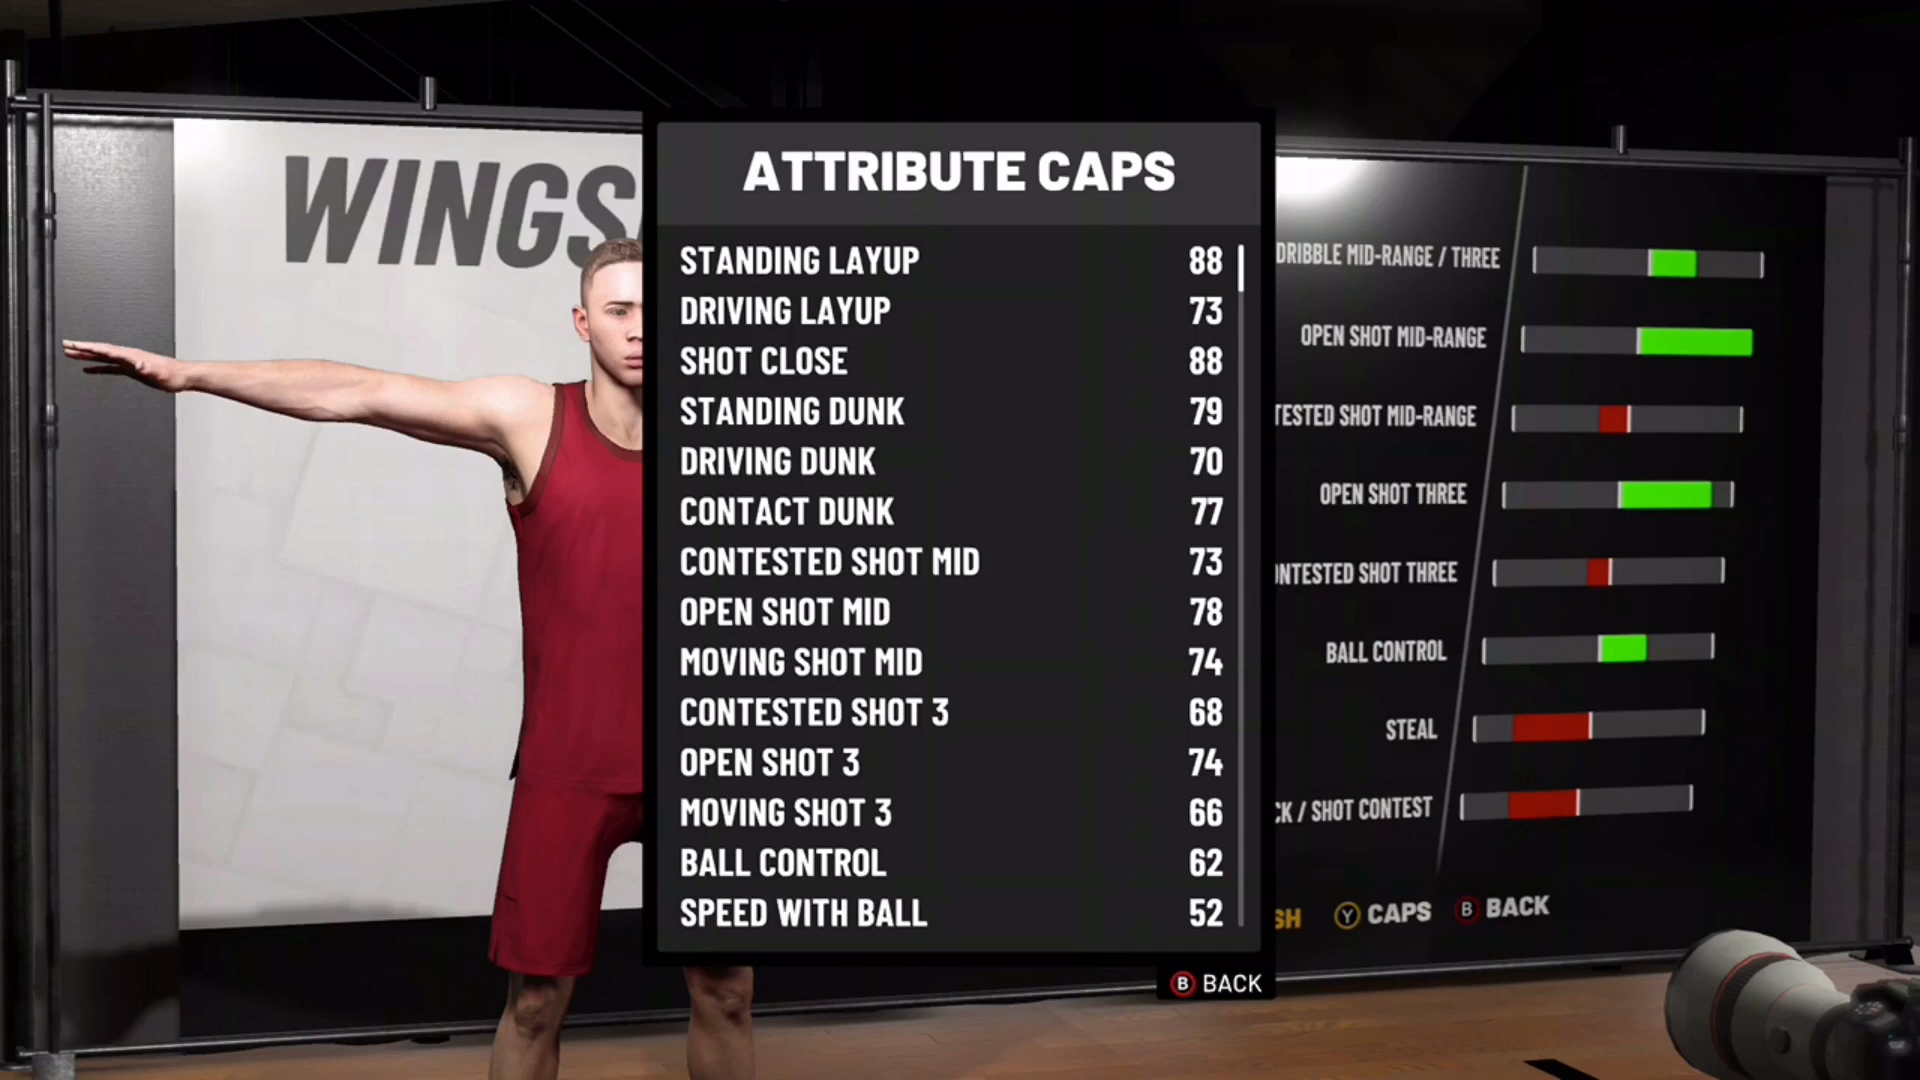 WINGS
ATTRIBUTE CAPS
STANDING LAYUP 88
DRIVING LAYUP 73
SHOT CLOSE 88
STANDING DUNK 79
DRIVING DUNK 70
CONTACT DUNK 77
CONTESTED SHOT MID 73
OPEN SHOT MID 78
MOVING SHOT MID 74
CONTESTED SHOT 3 68
OPEN SHOT 3 74
MOVING SHOT 3 66
BALL CONTROL 62
SPEED WITH BALL 52
B BACK
DRIBBLE MID-RANGE / THREE
OPEN SHOT MID-RANGE
TESTED SHOT MID-RANGE
OPEN SHOT THREE
NTESTED SHOT THREE
BALL CONTROL
STEAL
CK / SHOT CONTEST
SH Y CAPS B BACK